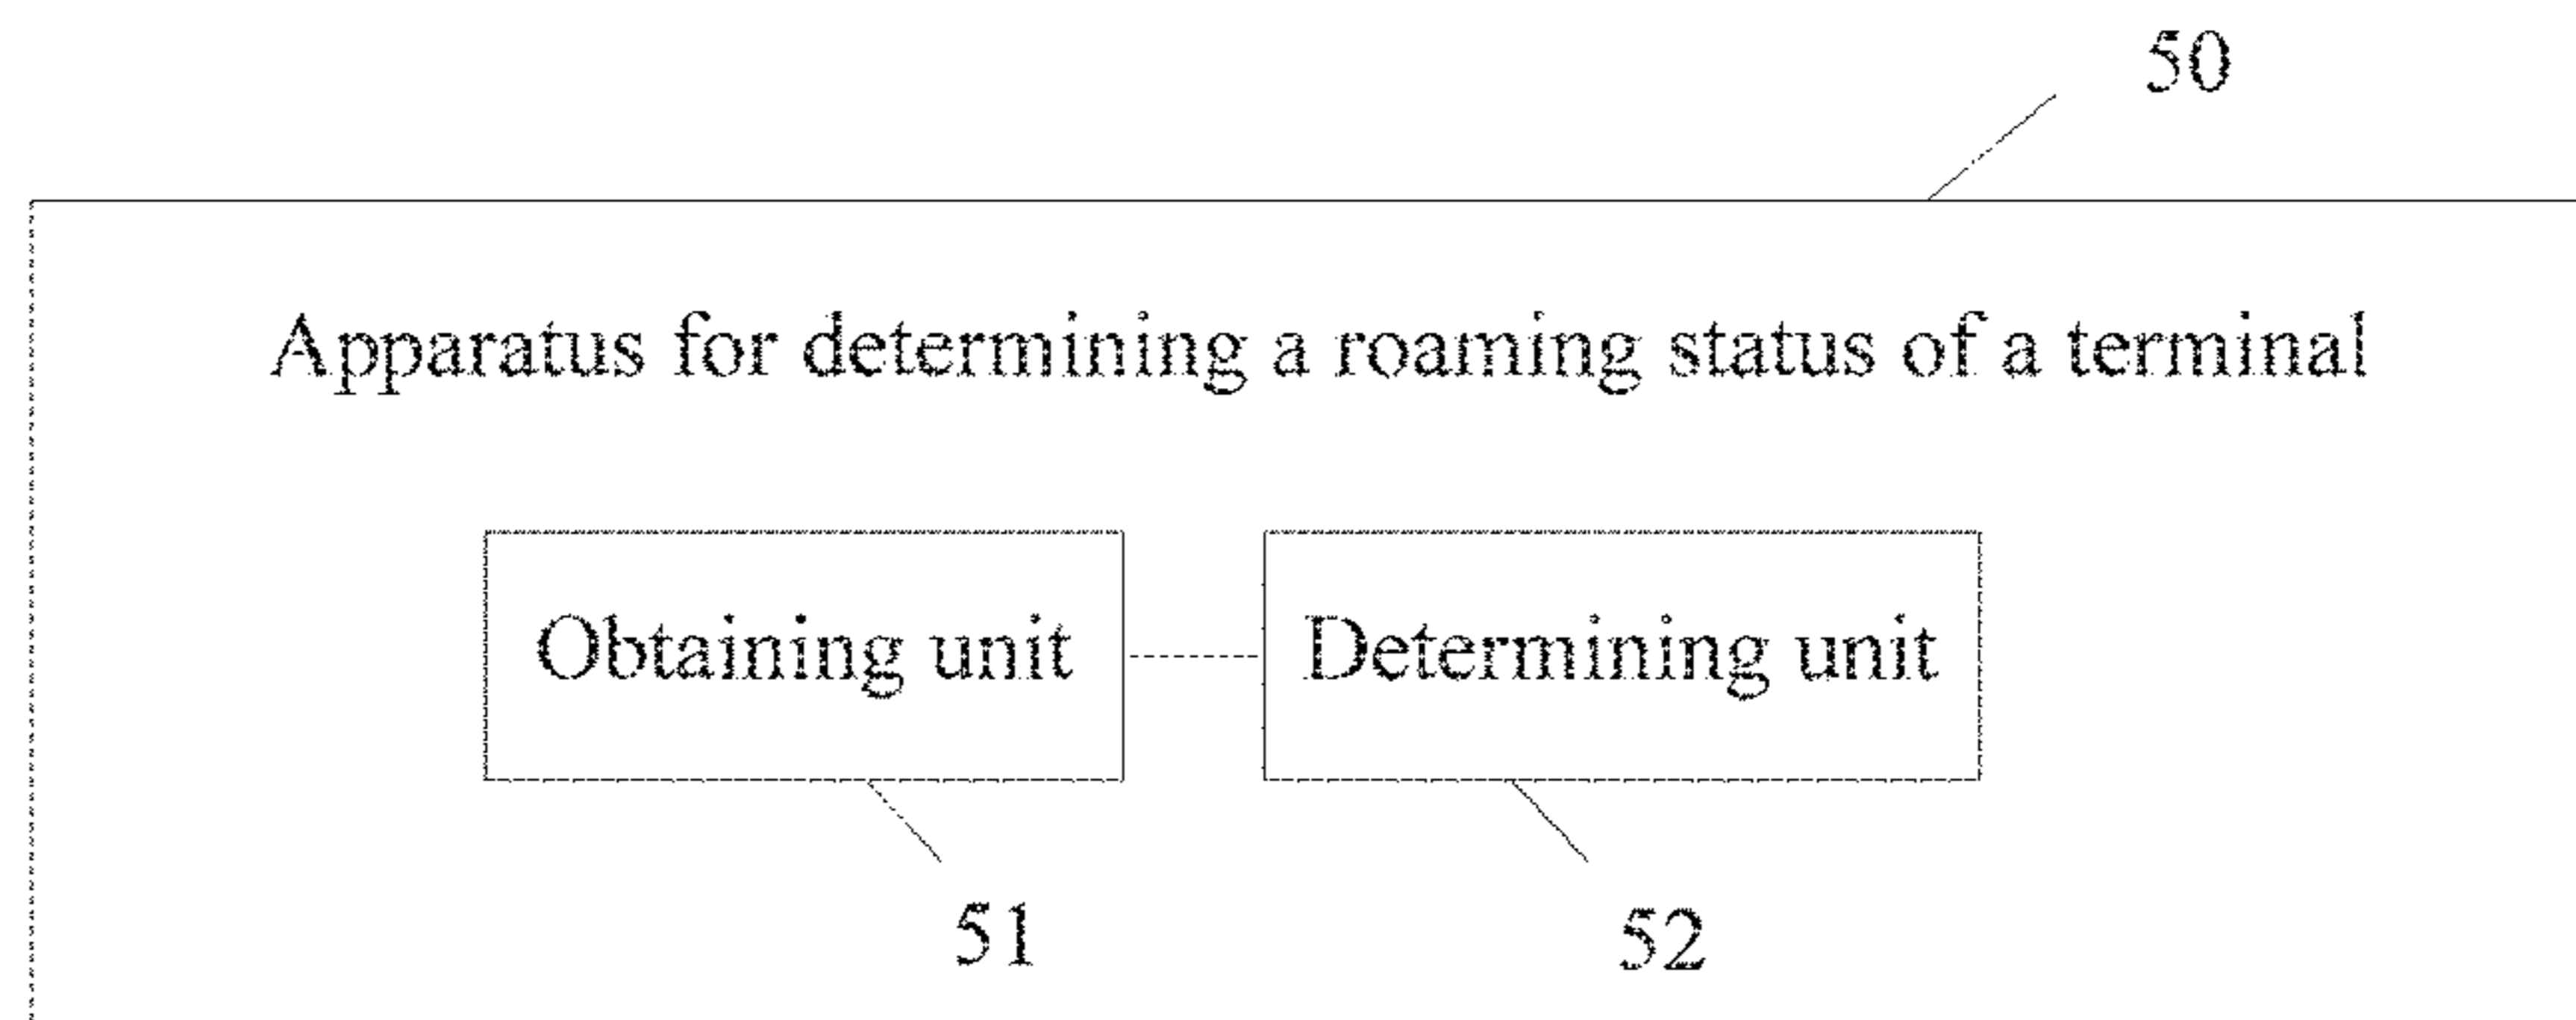 50
Apparatus for determining a roaming status of a terminal
Obtaining unit
Determining unit
51
52